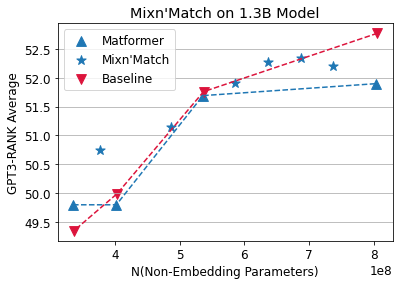 Mixn'Match on 1.3B Model
GPT3-RANK Average
52.5
52.0
51.5
51.0
50.5
50.0
49.5
Matformer
Mixn'Match
Baseline
4 5 6 7 8
1e8
N(Non-Embedding Parameters)